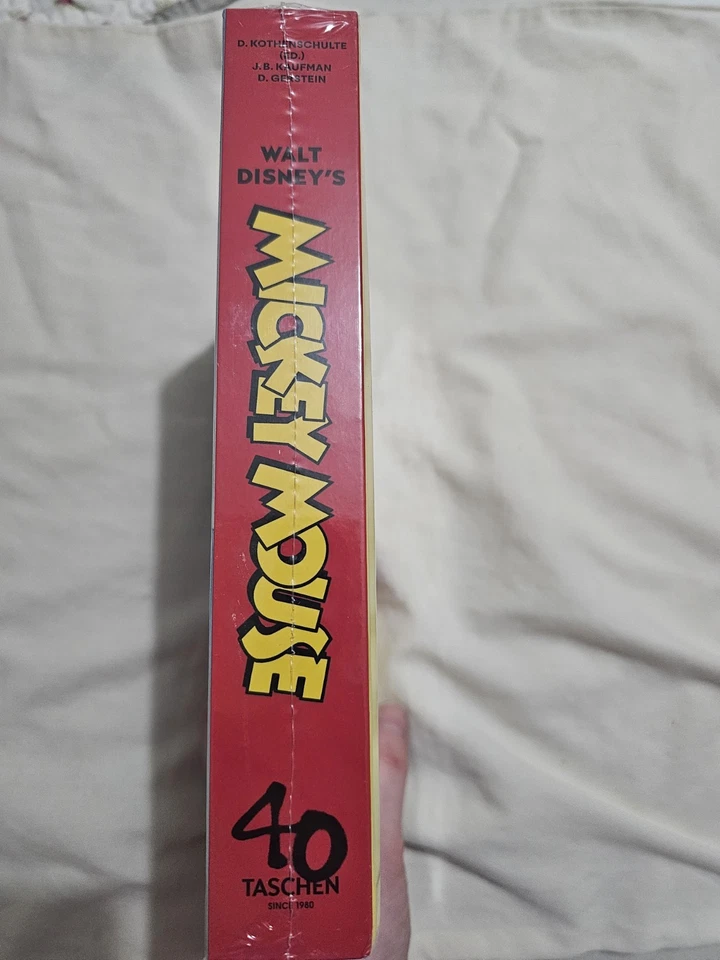 D. KOTHENSCHULTE
(ED.)
J.B. KAUFMAN
D. GERSTEIN
WALT
DISNEY'S
MICKEY MOUSE
40
TASCHEN
SINCE 1980